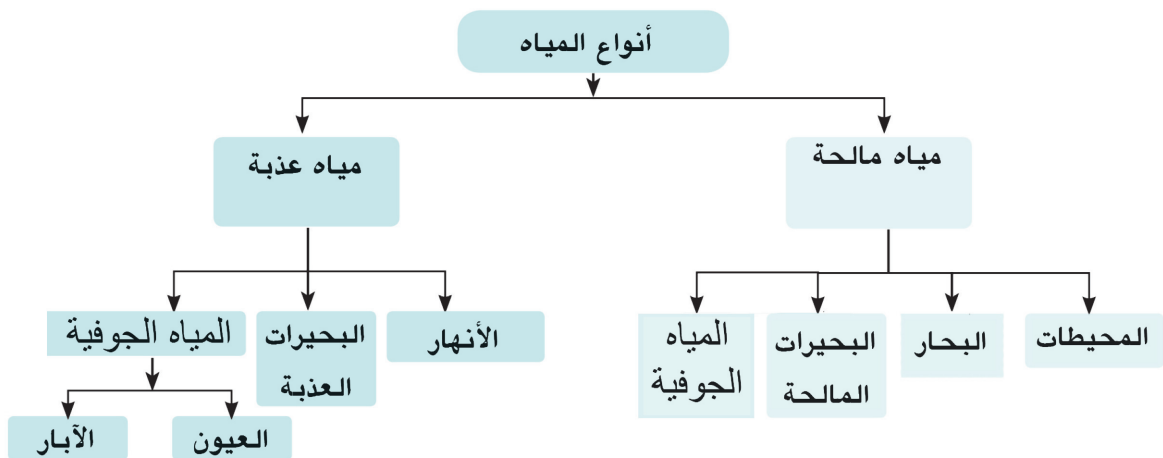 أنواع المياه
مياه مالحة
مياه عذبة
المحيطات
البحار
البحيرات
المالحة
المياه
الجوفية
الأنهار
البحيرات
العذبة
المياه الجوفية
العيون
الآبار